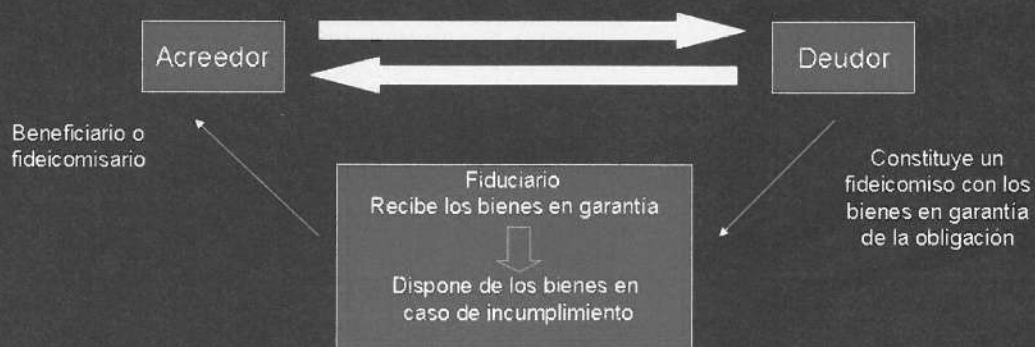 Acreedor
Deudor
Beneficiario o
fideicomisario
Fiduciario
Recibe los bienes en garantía
Dispone de los bienes en
caso de incumplimiento
Constituye un
fideicomiso con los
bienes en garantía
de la obligación